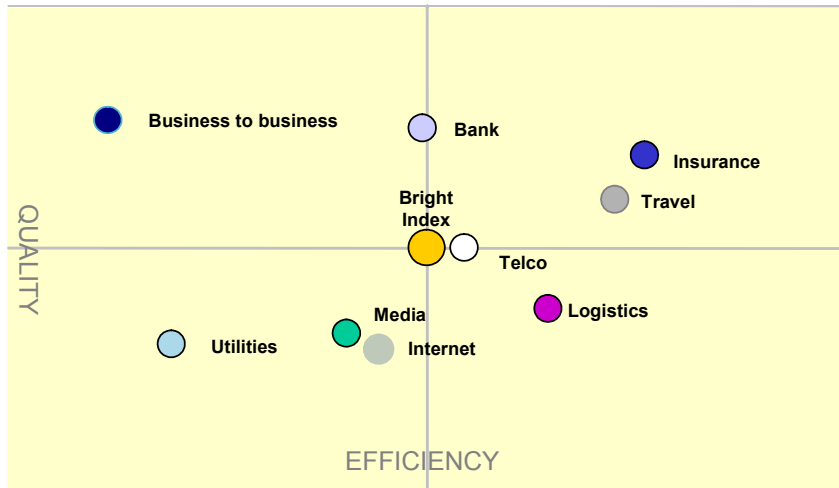 Business to business
Bank
Insurance
Travel
Bright
Index
QUALITY
Telco
Logistics
Media
Internet
Utilities
EFFICIENCY